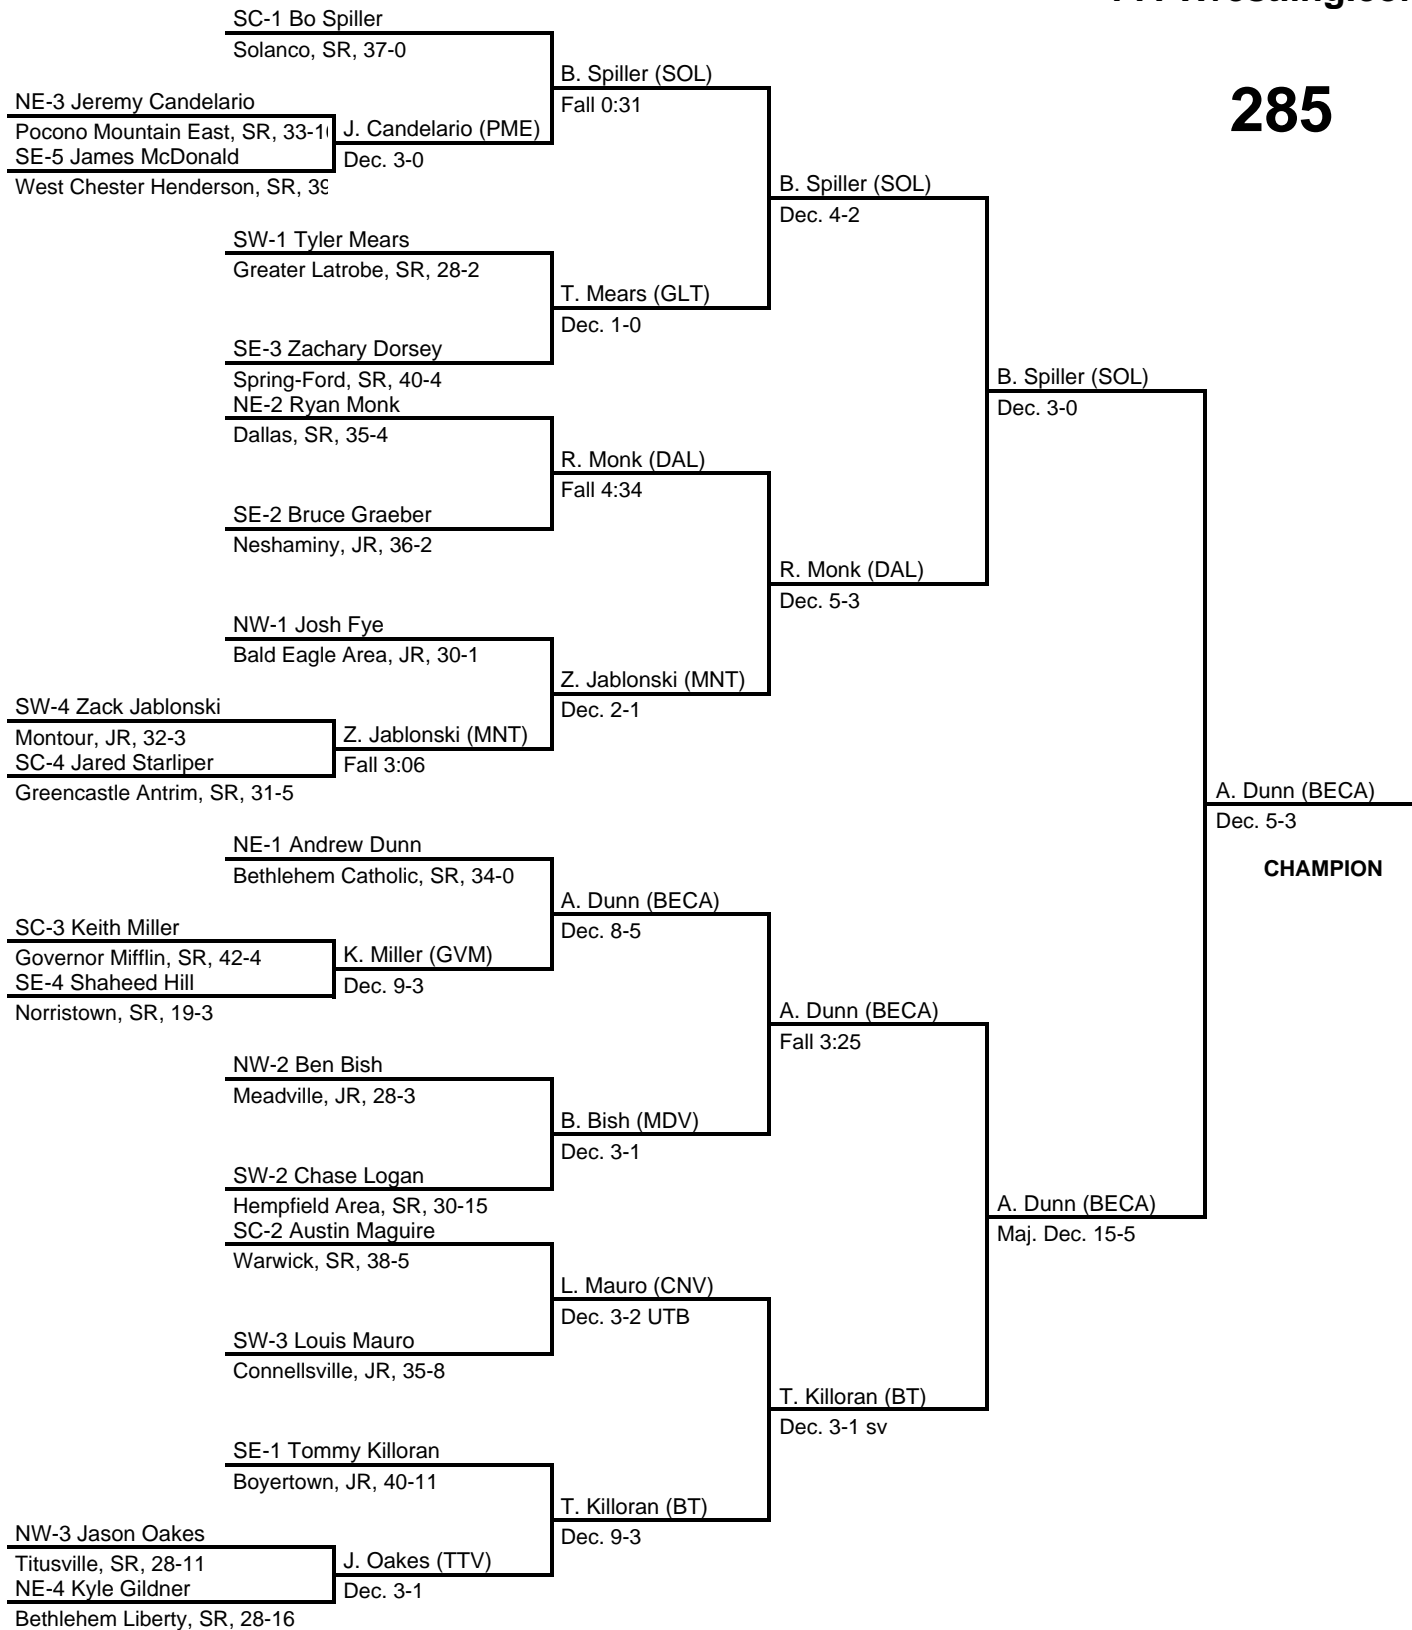 285
SC-1 Bo Spiller
Solanco, SR, 37-0
B. Spiller (SOL)
Fall 0:31
NE-3 Jeremy Candelario
Pocono Mountain East, SR,
J. Candelario (PME)
SE-5 James McDonald
Dec. 3-0
West Chester Henderson, SR,
B. Spiller (SOL)
Dec. 4-2
SW-1 Tyler Mears
Greater Latrobe, SR, 28-2
T. Mears (GLT)
Dec. 1-0
SE-3 Zachary Dorsey
Spring-Ford, SR, 40-4
B. Spiller (SOL)
Dec. 3-0
NE-2 Ryan Monk
Dallas, SR, 35-4
R. Monk (DAL)
Fall 4:34
SE-2 Bruce Graeber
Neshaminy, JR, 36-2
R. Monk (DAL)
Dec. 5-3
NW-1 Josh Fye
Bald Eagle Area, JR, 30-1
Z. Jablonski (MNT)
Dec. 2-1
SW-4 Zack Jablonski
Montour, JR, 32-3
Z. Jablonski (MNT)
SC-4 Jared Starliper
Fall 3:06
Greencastle Antrim, SR, 31-5
A. Dunn (BECA)
Dec. 5-3
CHAMPION
NE-1 Andrew Dunn
Bethlehem Catholic, SR, 34-0
A. Dunn (BECA)
Dec. 8-5
SC-3 Keith Miller
Governor Mifflin, SR, 42-4
K. Miller (GVM)
SE-4 Shaheed Hill
Dec. 9-3
Norristown, SR, 19-3
A. Dunn (BECA)
Fall 3:25
NW-2 Ben Bish
Meadville, JR, 28-3
B. Bish (MDV)
Dec. 3-1
SW-2 Chase Logan
Hempfield Area, SR, 30-15
A. Dunn (BECA)
Maj. Dec. 15-5
SC-2 Austin Maguire
Warwick, SR, 38-5
L. Mauro (CNV)
Dec. 3-2 UTB
SW-3 Louis Mauro
Connellsville, JR, 35-8
T. Killoran (BT)
Dec. 3-1 sv
SE-1 Tommy Killoran
Boyertown, JR, 40-11
T. Killoran (BT)
Dec. 9-3
NW-3 Jason Oakes
Titusville, SR, 28-11
J. Oakes (TTV)
NE-4 Kyle Gildner
Dec. 3-1
Bethlehem Liberty, SR, 28-16